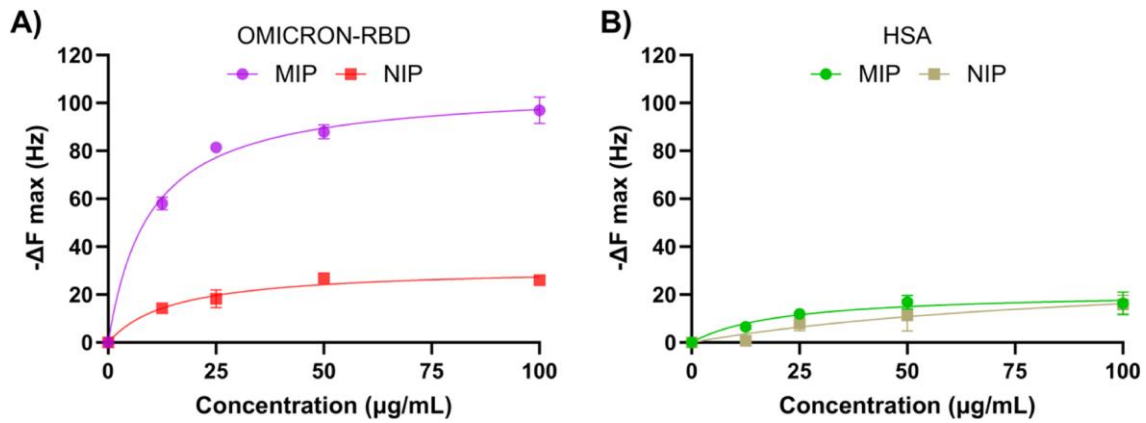 A)
OMICRON-RBD
MIP NIP
120
100
80
60
40
20
0
-ΔF max (Hz)
0 25 50 75 100
Concentration (µg/mL)
B)
HSA
MIP NIP
120
100
80
60
40
20
0
-ΔF max (Hz)
0 25 50 75 100
Concentration (µg/mL)